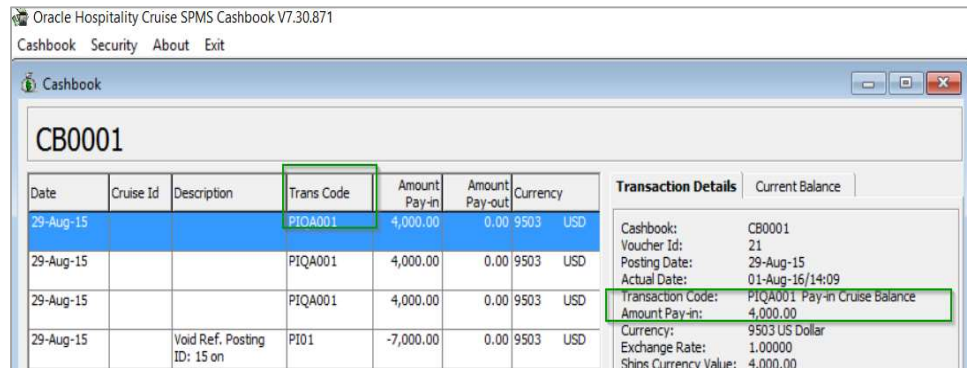 Oracle Hospitality Cruise SPMS Cashbook V7.30.871
Cashbook Security About Exit
Cashbook
CB0001
Date Cruise Id Description Trans Code Amount Pay-in Amount Pay-out Currency
29-Aug-15 PIQA001 4,000.00 0.00 9503 USD
29-Aug-15 PIQA001 4,000.00 0.00 9503 USD
29-Aug-15 PIQA001 4,000.00 0.00 9503 USD
29-Aug-15 Void Ref. Posting ID: 15 on PI01 -7,000.00 0.00 9503 USD
Transaction Details Current Balance
Cashbook: CB0001
Voucher Id: 21
Posting Date: 29-Aug-15
Actual Date: 01-Aug-16/14:09
Transaction Code: PIQA001 Pay-in Cruise Balance
Amount Pay-in: 4,000.00
Currency: 9503 US Dollar
Exchange Rate: 1.00000
Ships Currency Value: 4,000.00